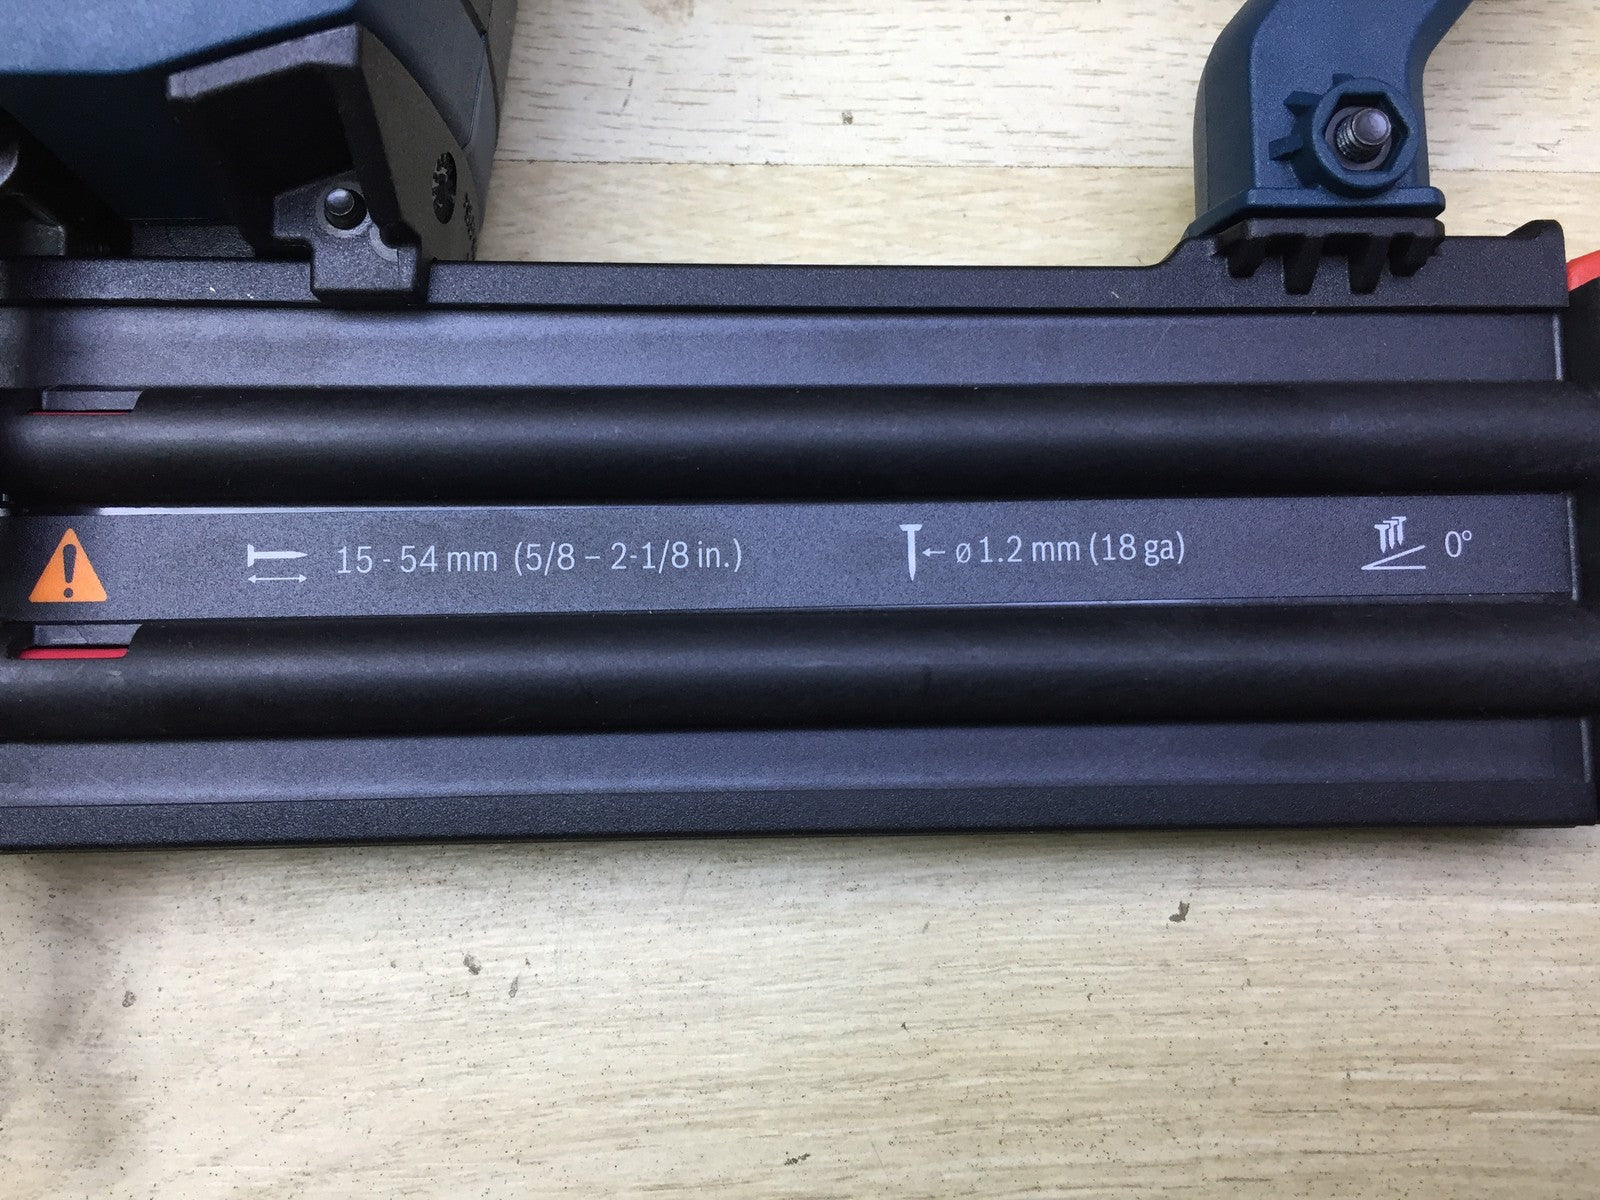 15 - 54 mm (5/8 – 2-1/8 in.) ø 1.2 mm (18 ga) 0°